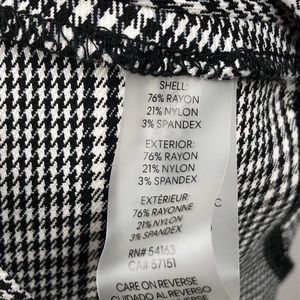 SHELL:
76% RAYON
21% NYLON
3% SPANDEX
EXTERIOR:
76% RAYON
21% NYLON
3% SPANDEX
EXTÉRIEUR:
76% RAYONNE
21% NYLON
3% SPANDEX
RN# 54163
CA# 57151
CARE ON REVERSE
CUIDADO AL REVERSO
C